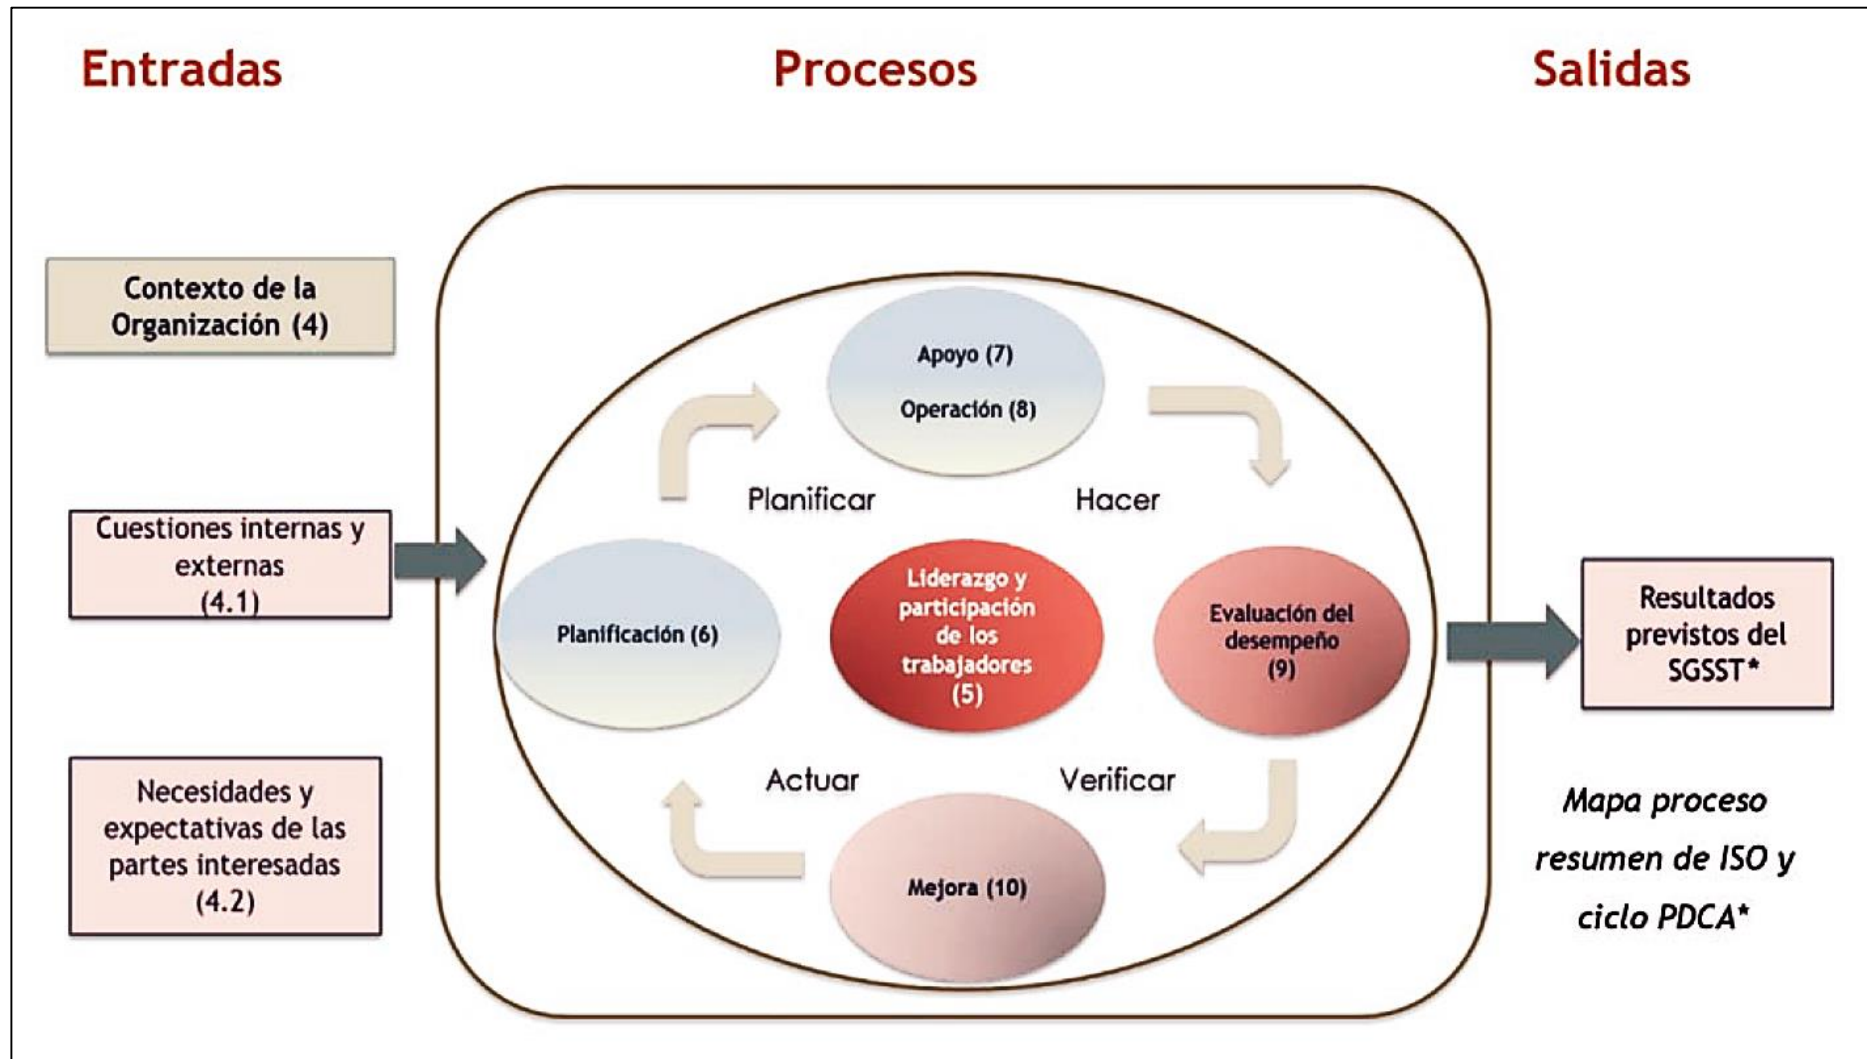 Entradas
Procesos
Salidas
Contexto de la
Organización (4)
Cuestiones internas y
externas
(4.1)
Necesidades y
expectativas de las
partes interesadas
(4.2)
Apoyo (7)
Operación (8)
Planificar
Hacer
Planificación (6)
Liderazgo y
participación
de los
trabajadores
(5)
Evaluación del
desempeño
(9)
Actuar
Verificar
Mejora (10)
Resultados
previstos del
SGSST*
Mapa proceso
resumen de ISO y
ciclo PDCA*